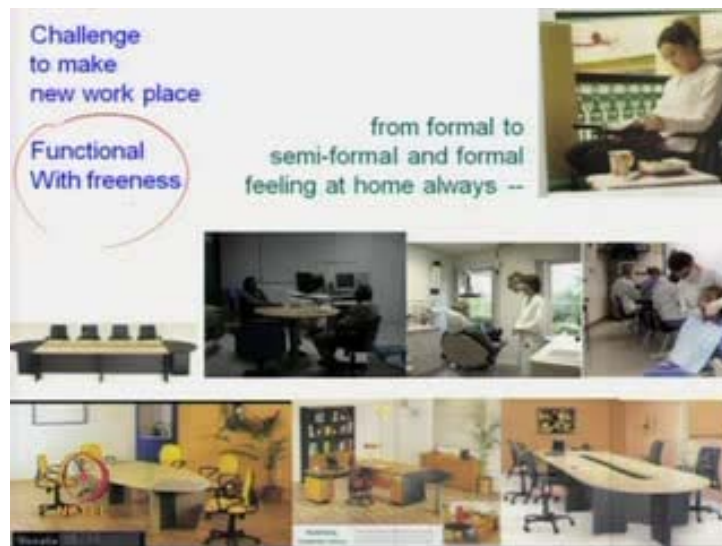 Challenge
to make
new work place
Functional
With freeness
from formal to
semi-formal and formal
feeling at home always --